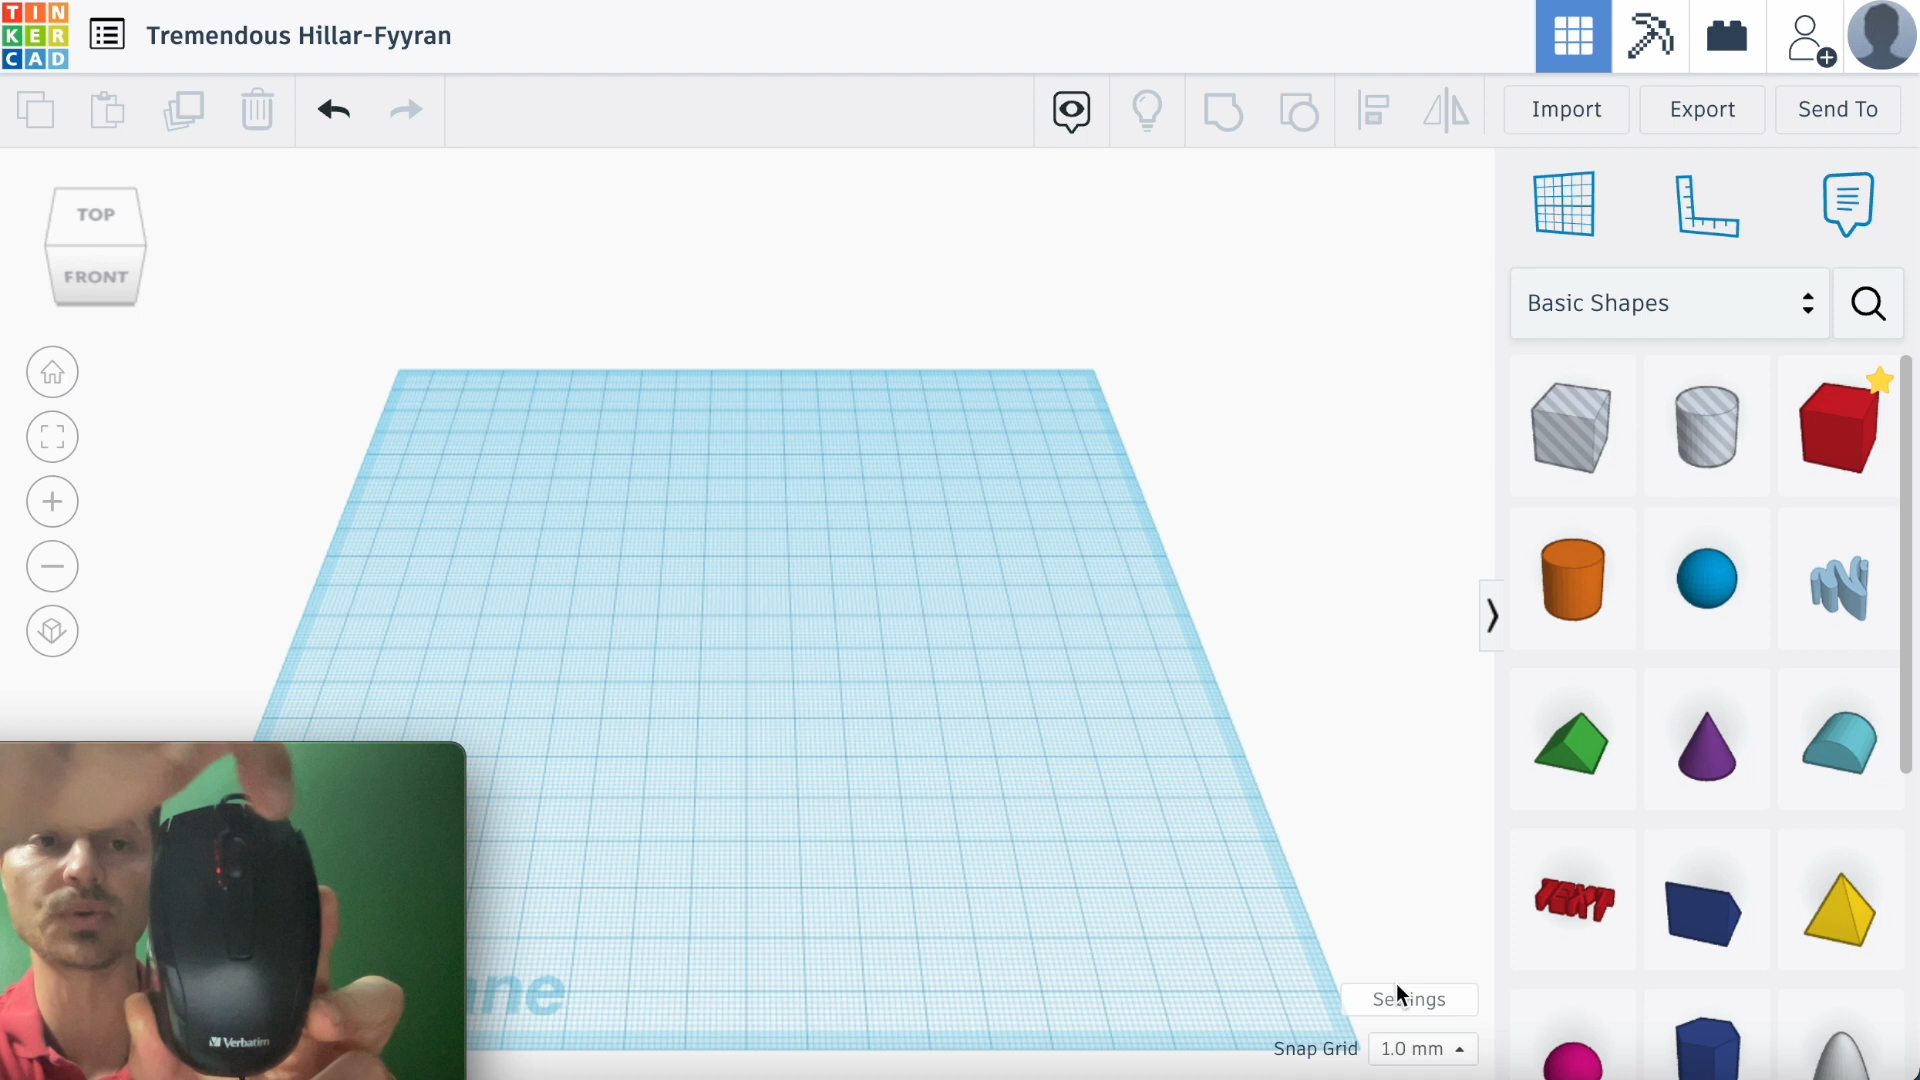 TIN
KER
CAD
Tremendous Hillar-Fyyran
Import
Export
Send To
TOP
FRONT
Basic Shapes
TEXT
Settings
Snap Grid
1.0 mm
Verbatim